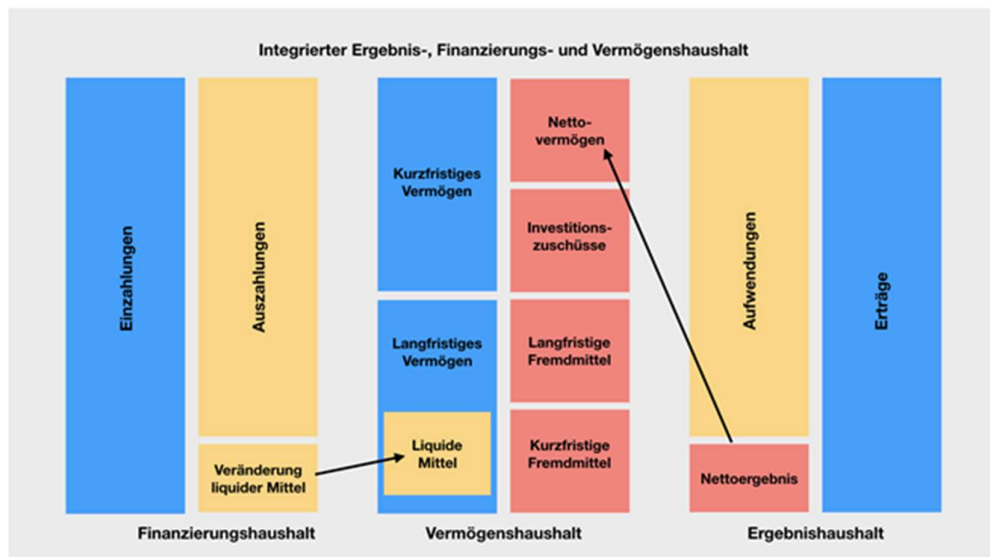 Integrierter Ergebnis-, Finanzierungs- und Vermögenshaushalt
Einzahlungen
Auszahlungen
Veränderung
liquider Mittel
Finanzierungshaushalt
Kurzfristiges
Vermögen
Langfristiges
Vermögen
Liquide
Mittel
Netto-
vermögen
Investitions-
zuschüsse
Langfristige
Fremdmittel
Kurzfristige
Fremdmittel
Vermögenshaushalt
Aufwendungen
Nettoergebnis
Erträge
Ergebnishaushalt